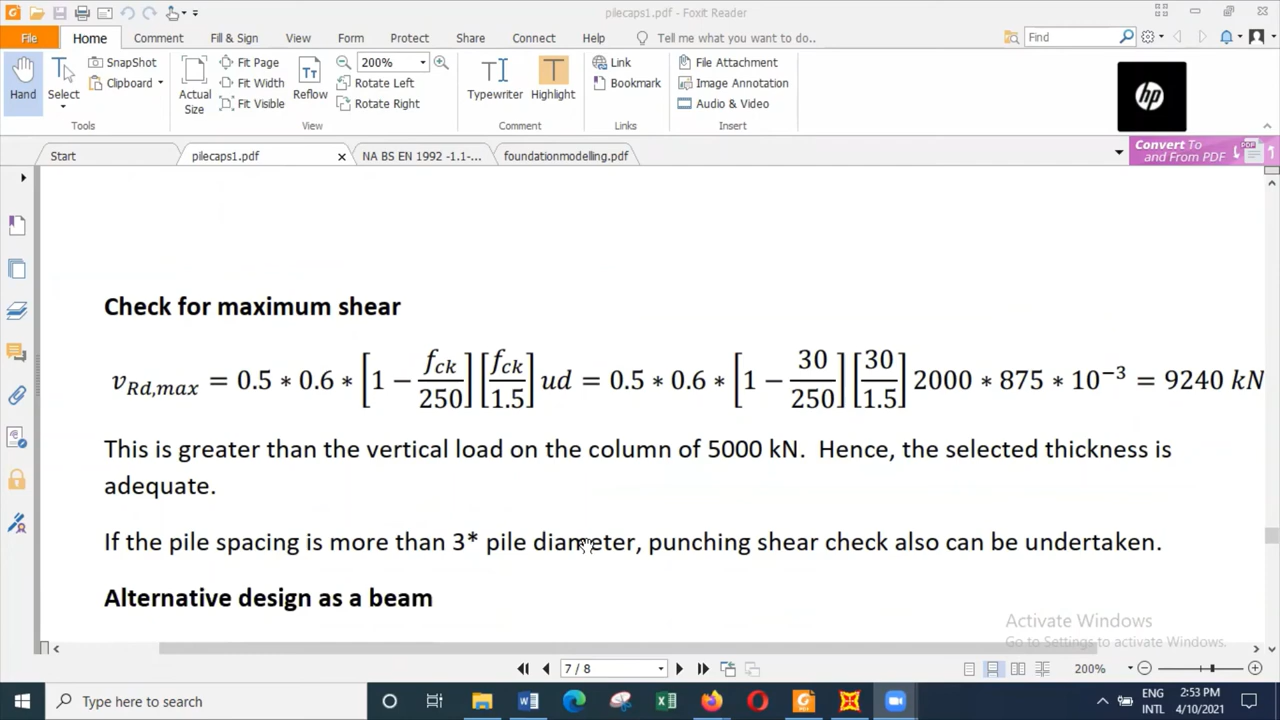 pilecaps1.pdf - Foxit Reader
File Home Comment Fill & Sign View Form Protect Share Connect Help Tell me what you want to do.. Find
Hand
Select
SnapShot
Clipboard
Actual Size
Fit Page
Fit Width
Fit Visible
Reflow
200%
Rotate Left
Rotate Right
Typewriter
Highlight
Link
Bookmark
File Attachment
Image Annotation
Audio & Video
hp
Tools View Comment Links Insert
Start pilecaps1.pdf NA BS EN 1992 -1.1-... foundationmodelling.pdf
Convert To
and From PDF
PDF
Check for maximum shear
v_{Rd,max} = 0.5 * 0.6 * [1 − f_{ck}/250] [f_{ck}/1.5] ud = 0.5 * 0.6 * [1 − 30/250] [30/1.5] 2000 * 875 * 10^{−3} = 9240 kN
This is greater than the vertical load on the column of 5000 kN. Hence, the selected thickness is
adequate.
If the pile spacing is more than 3* pile diameter, punching shear check also can be undertaken.
Alternative design as a beam
Activate Windows
Go to Settings to activate Windows.
7 / 8
200%
Type here to search
ENG
INTL
2:53 PM
4/10/2021